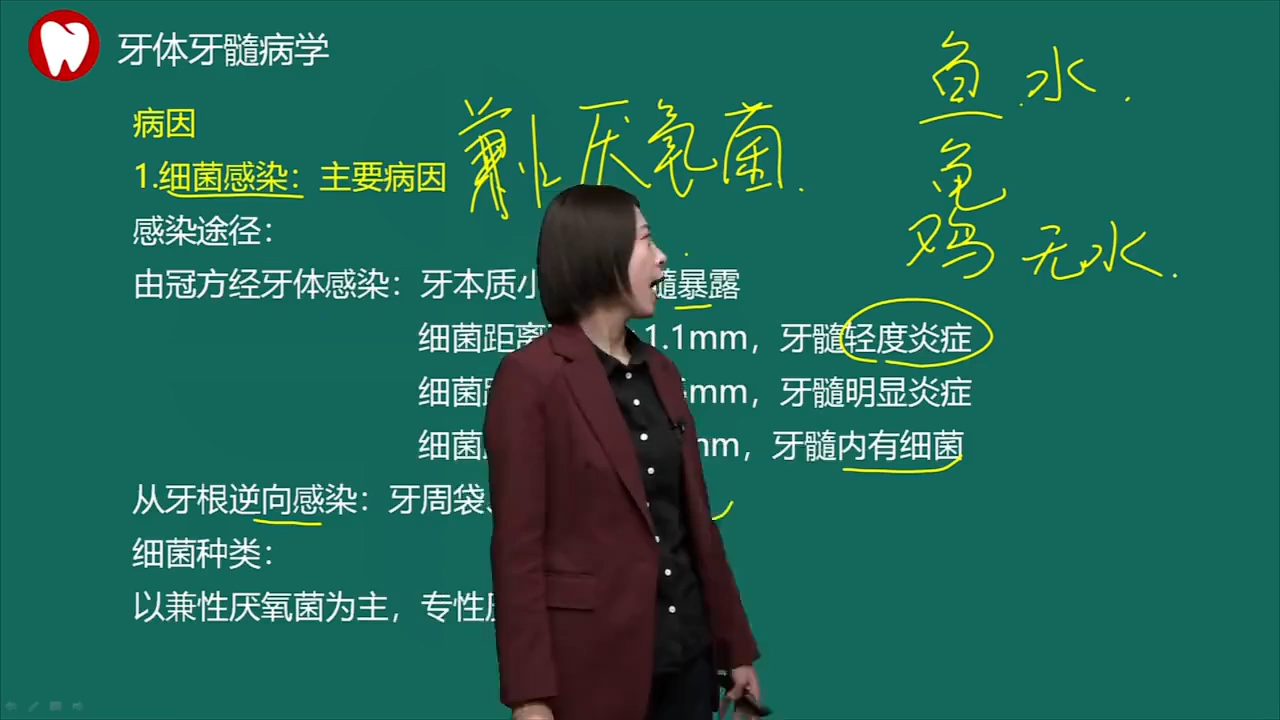 牙体牙髓病学
病因
1.细菌感染：主要病因
兼性厌氧菌.
鱼 水.
龟
鸡 无水.
感染途径：
由冠方经牙体感染：牙本质小 髓暴露
细菌距离 1.1mm，牙髓轻度炎症
细菌 mm，牙髓明显炎症
细菌 mm，牙髓内有细菌
从牙根逆向感染：牙周袋、
细菌种类：
以兼性厌氧菌为主，专性